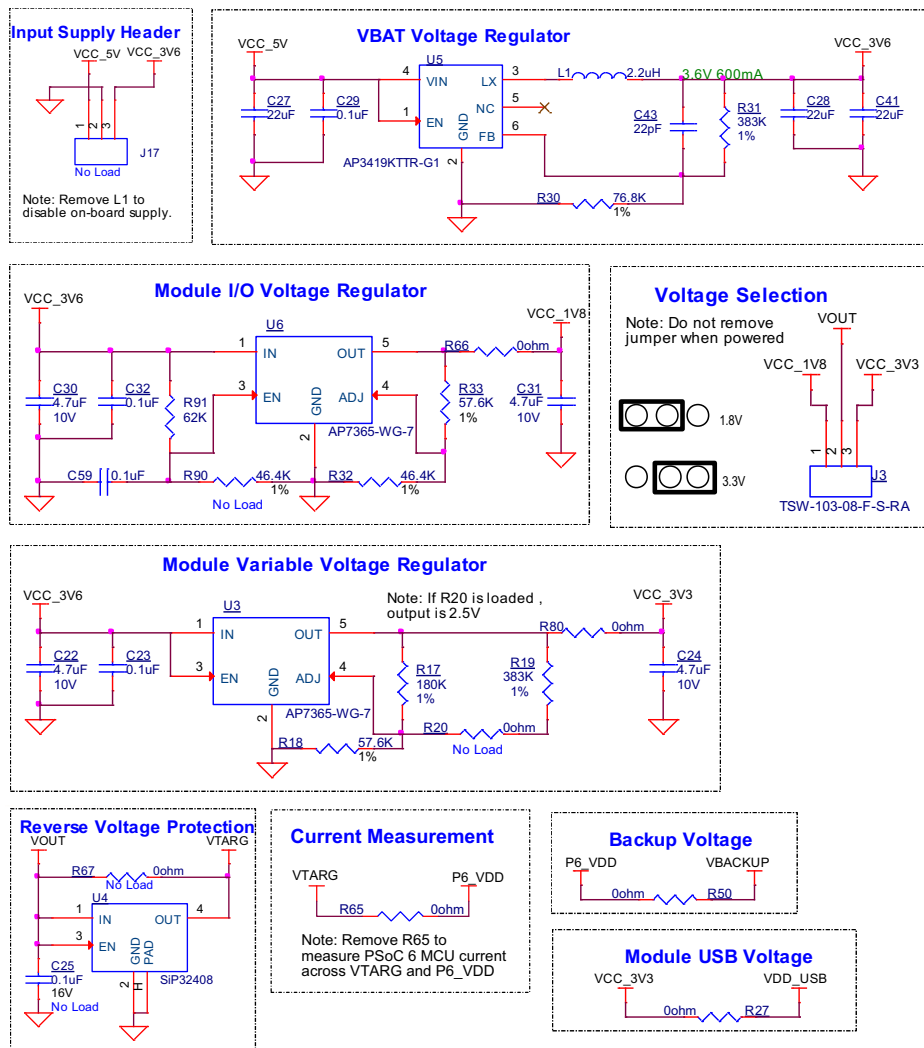 Input Supply Header
VCC_5V
VCC_3V6
1
2
3
J17
No Load
Note: Remove L1 to
disable on-board supply.
VBAT Voltage Regulator
VCC_5V
U5
VCC_3V6
4
VIN
LX
3
L1
2.2uH
3.6V 600mA
C27
22uF
C29
0.1uF
1
EN
NC
5
GND
FB
6
C43
22pF
R31
383K
1%
C28
22uF
C41
22uF
2
AP3419KTTR-G1
R30
76.8K
1%
Module I/O Voltage Regulator
VCC_3V6
U6
VCC_1V8
1
IN
OUT
5
R66
0ohm
C30
4.7uF
10V
C32
0.1uF
R91
62K
3
EN
GND
ADJ
4
R33
57.6K
1%
C31
4.7uF
10V
2
AP7365-WG-7
C59
0.1uF
R90
46.4K
1%
No Load
R32
46.4K
1%
Voltage Selection
Note: Do not remove
jumper when powered
VOUT
VCC_1V8
VCC_3V3
1.8V
3.3V
1
2
3
J3
TSW-103-08-F-S-RA
Module Variable Voltage Regulator
VCC_3V6
U3
Note: If R20 is loaded ,
output is 2.5V
VCC_3V3
1
IN
OUT
5
R80
0ohm
C22
4.7uF
10V
C23
0.1uF
3
EN
GND
ADJ
4
R17
180K
1%
R19
383K
1%
C24
4.7uF
10V
2
AP7365-WG-7
R18
57.6K
1%
R20
0ohm
No Load
Reverse Voltage Protection
VOUT
VTARG
R67
0ohm
No Load
U4
1
IN
OUT
4
3
EN
GND
PAD
C25
0.1uF
16V
No Load
2
H
SiP32408
Current Measurement
VTARG
P6_VDD
R65
0ohm
Note: Remove R65 to
measure PSoC 6 MCU current
across VTARG and P6_VDD
Backup Voltage
P6_VDD
VBACKUP
0ohm
R50
Module USB Voltage
VCC_3V3
VDD_USB
0ohm
R27